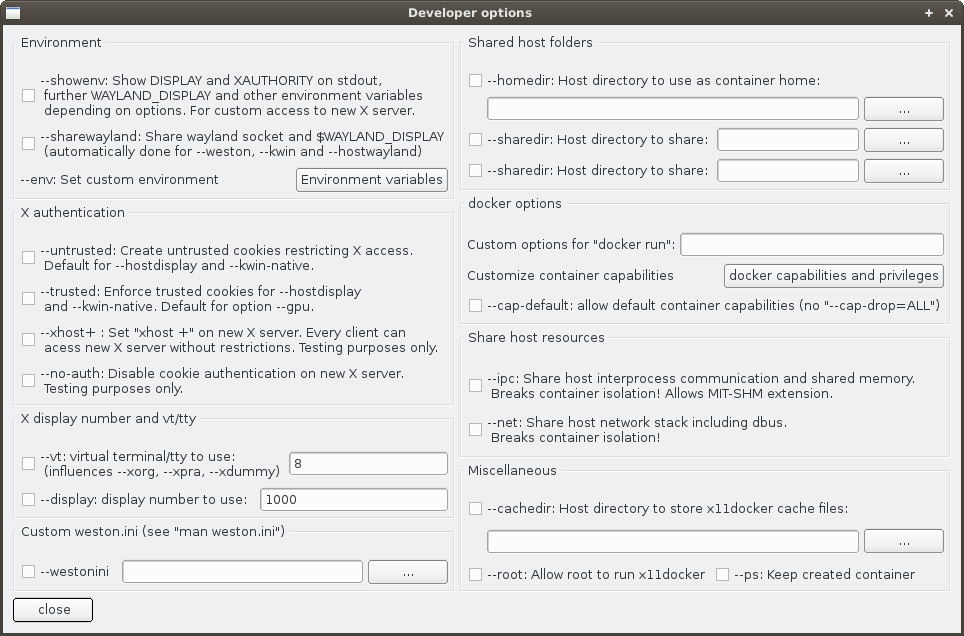 Developer options
Environment
--showenv: Show DISPLAY and XAUTHORITY on stdout,
further WAYLAND_DISPLAY and other environment variables
depending on options. For custom access to new X server.
--sharewayland: Share wayland socket and $WAYLAND_DISPLAY
(automatically done for --weston, --kwin and --hostwayland)
--env: Set custom environment
Environment variables
X authentication
--untrusted: Create untrusted cookies restricting X access.
Default for --hostdisplay and --kwin-native.
--trusted: Enforce trusted cookies for --hostdisplay
and --kwin-native. Default for option --gpu.
--xhost+ : Set "xhost +" on new X server. Every client can
acess new X server without restrictions. Testing purposes only.
--no-auth: Disable cookie authentication on new X server.
Testing purposes only.
X display number and vt/tty
--vt: virtual terminal/tty to use:
(influences --xorg, --xpra, --xdummy)
8
--display: display number to use:
1000
Custom weston.ini (see "man weston.ini")
--westonini
...
close
Shared host folders
--homedir: Host directory to use as container home:
...
--sharedir: Host directory to share:
...
--sharedir: Host directory to share:
...
docker options
Custom options for "docker run":
Customize container capabilities
docker capabilities and privileges
--cap-default: allow default container capabilities (no "--cap-drop=ALL")
Share host resources
--ipc: Share host interprocess communication and shared memory.
Breaks container isolation! Allows MIT-SHM extension.
--net: Share host network stack including dbus.
Breaks container isolation!
Miscellaneous
--cachedir: Host directory to store x11docker cache files:
...
--root: Allow root to run x11docker
--ps: Keep created container